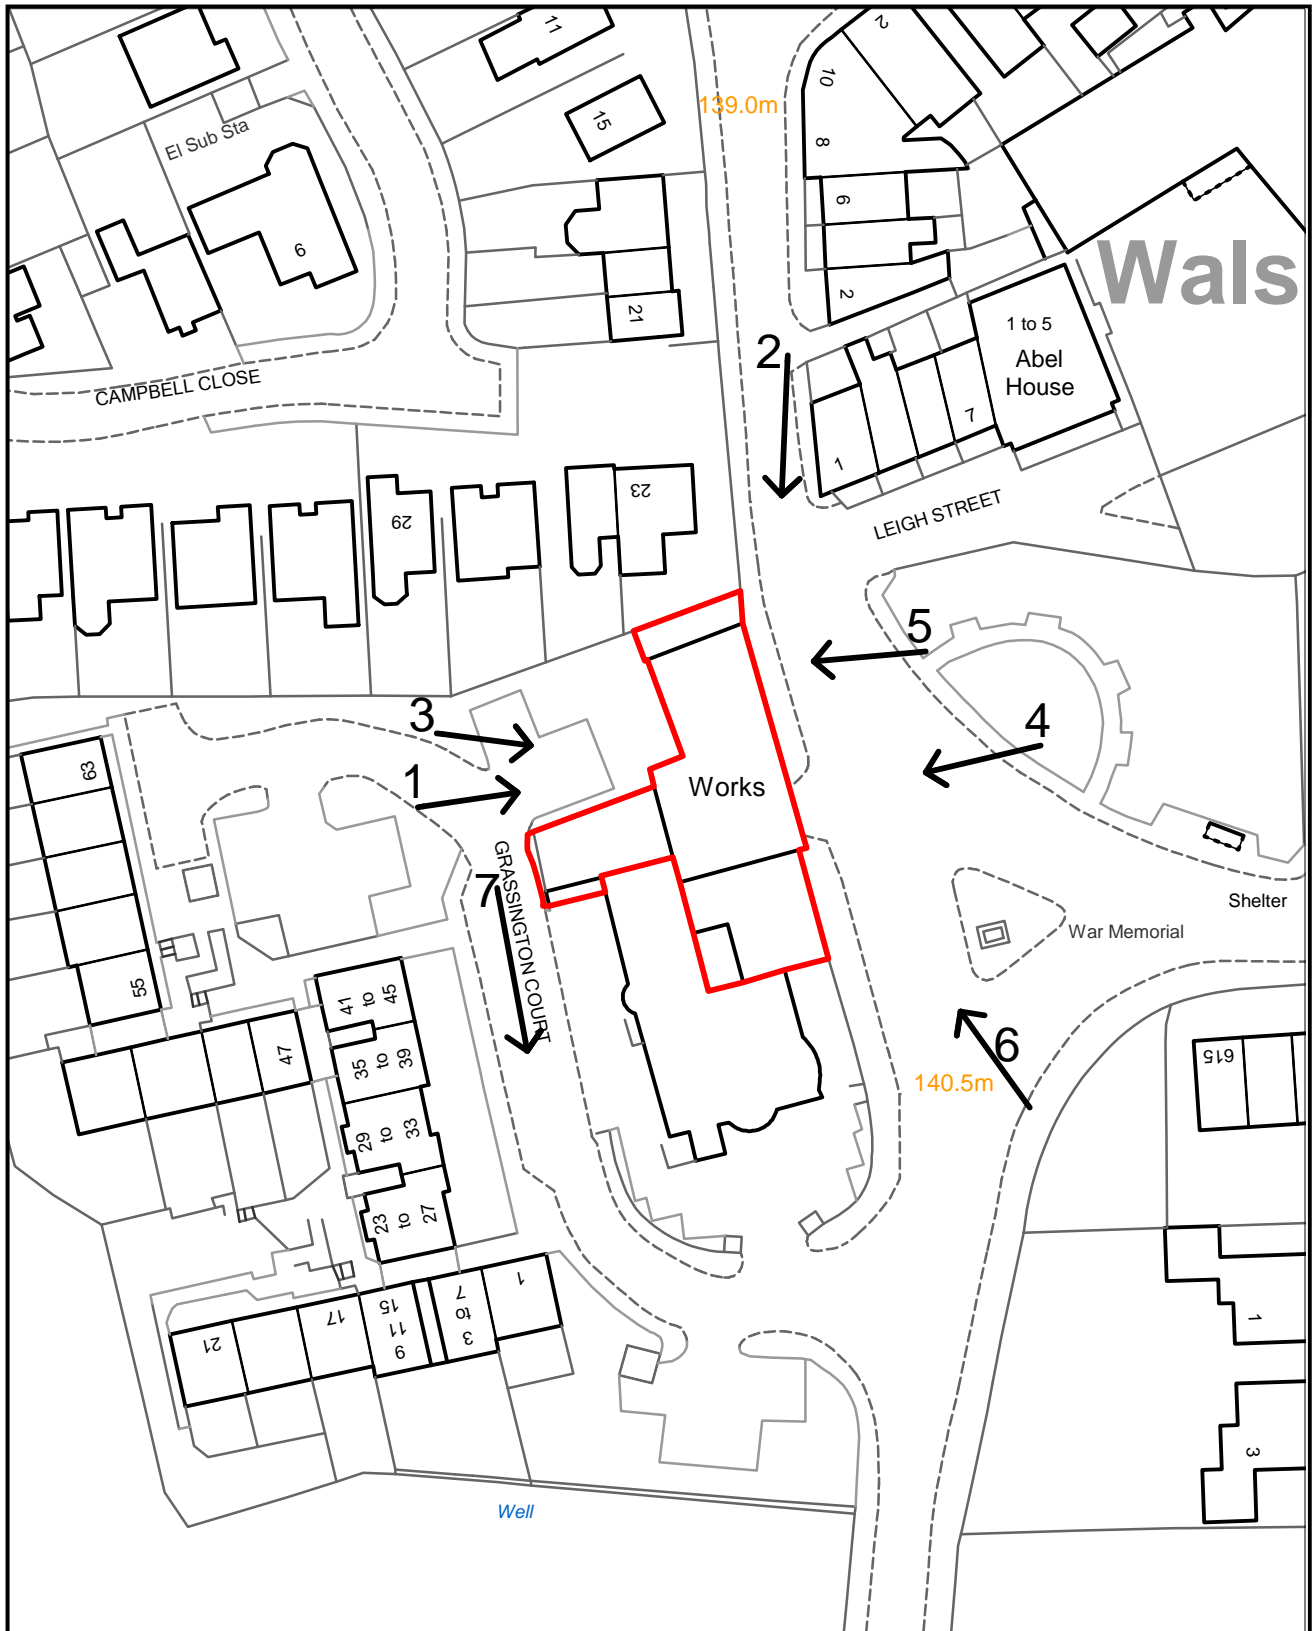 11
2
10
139.0m
15
8
El Sub Sta
6
9
Wals
21
2
1 to 5
Abel
House
2
CAMPBELL CLOSE
7
1
23
29
LEIGH STREET
5
3
4
63
1
Works
GRASSINGTON COURT
7
Shelter
War Memorial
55
41
to
45
47
35
to
39
6
615
140.5m
29
to
33
23
to
27
1
7
to
3
15
11
9
17
21
1
3
Well